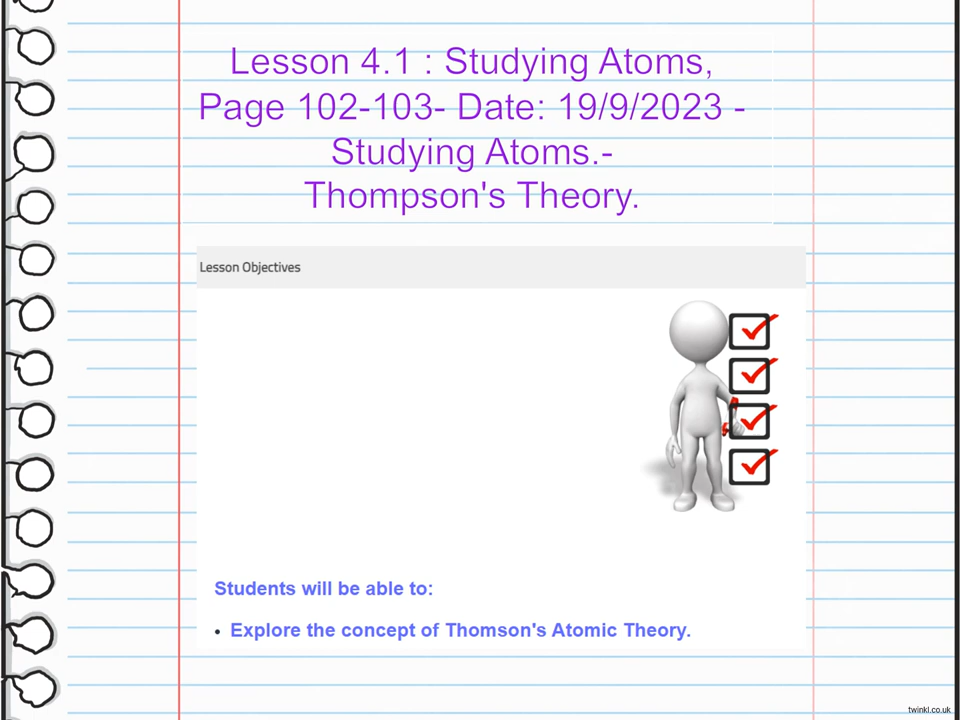 Lesson 4.1 : Studying Atoms,
Page 102-103- Date: 19/9/2023 -
Studying Atoms.-
Thompson's Theory.
Lesson Objectives
Students will be able to:
• Explore the concept of Thomson's Atomic Theory.
twinkl.co.uk